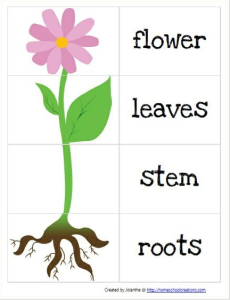 flower
leaves
stem
roots
Created by Jolanthe @ http://homeschoolcreations.com